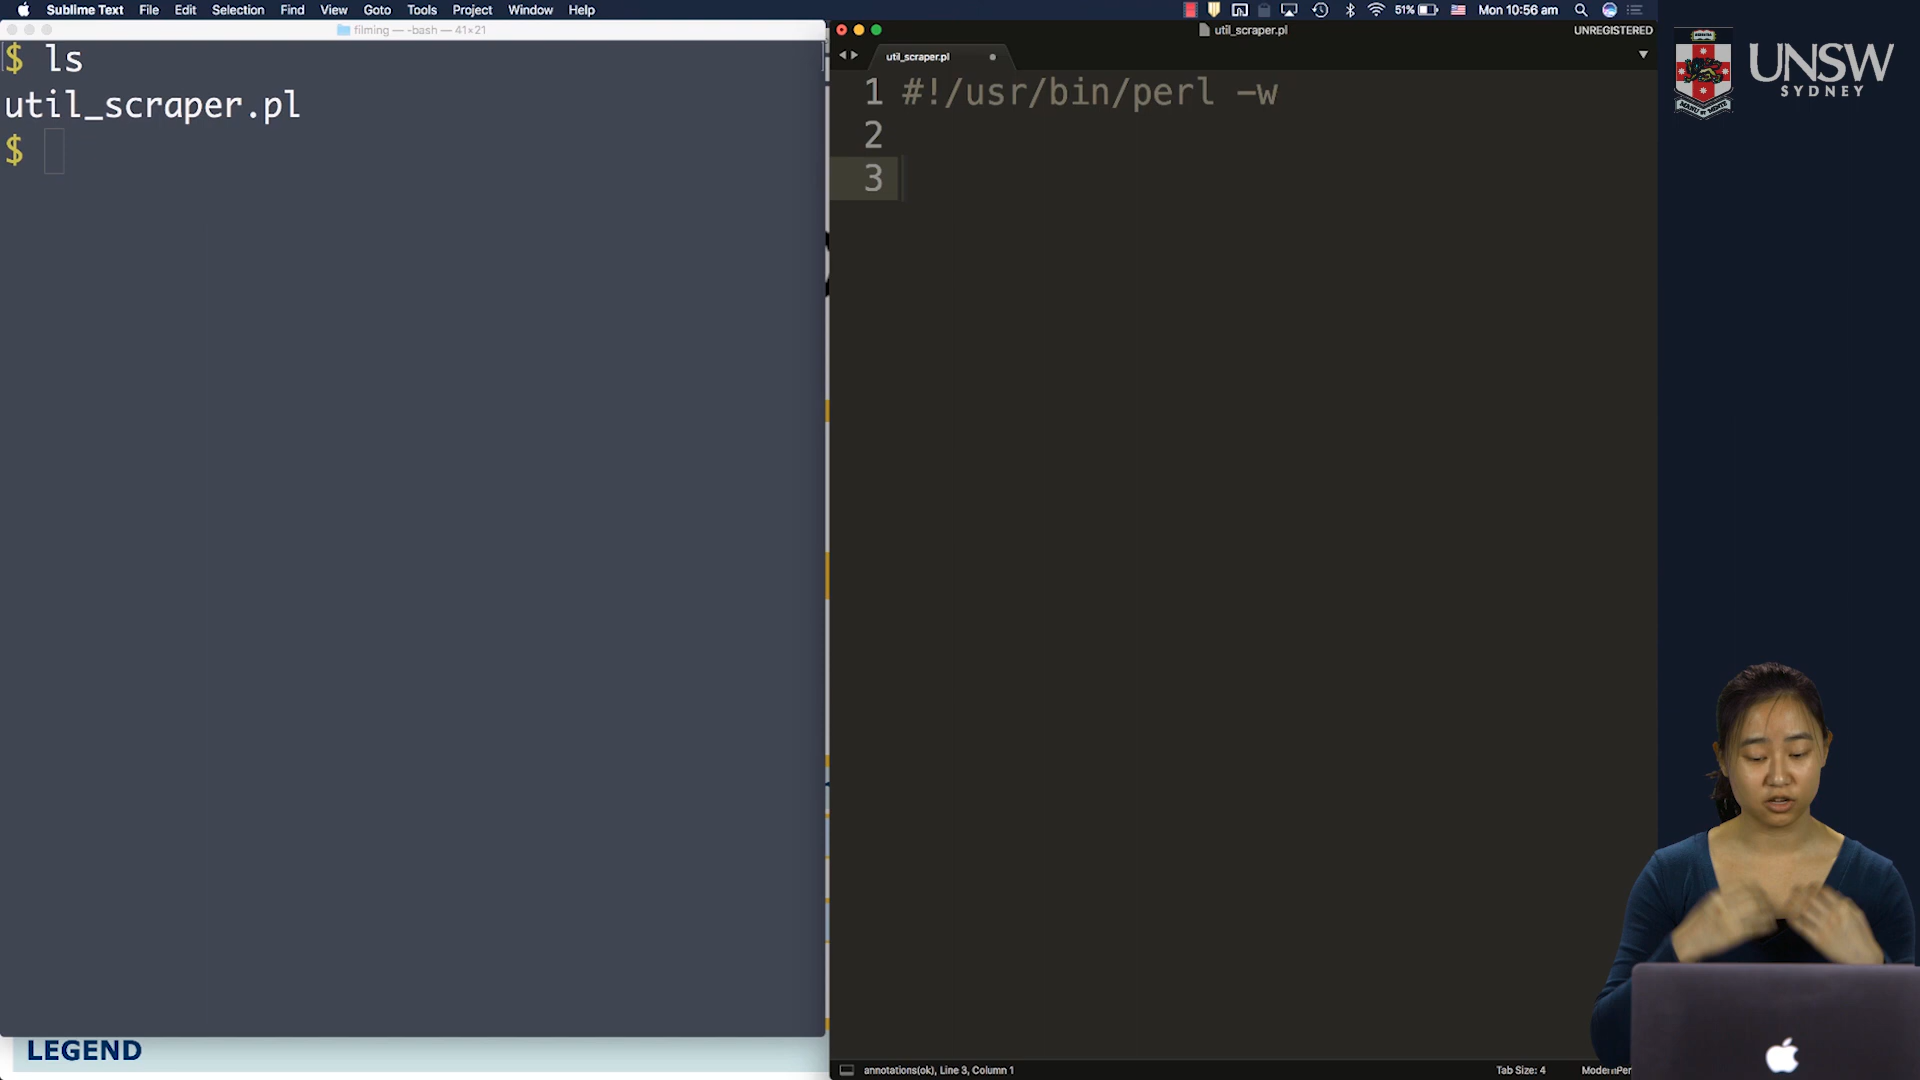 Sublime Text File Edit Selection Find View Goto Tools Project Window Help
51% Mon 10:56 am
filming — -bash — 41×21
$ ls
util_scraper.pl
$
LEGEND
util_scraper.pl
UNREGISTERED
util_scraper.pl
1 #!/usr/bin/perl -w
2
3
annotations(ok), Line 3, Column 1
Tab Size: 4
ModernPer
UNSW
SYDNEY